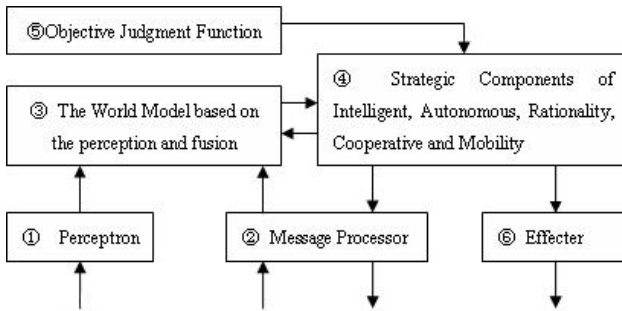 ⑤Objective Judgment Function
④ Strategic Components of
Intelligent, Autonomous, Rationality,
Cooperative and Mobility
③ The World Model based on
the perception and fusion
① Perceptron
② Message Processor
⑥ Effecter